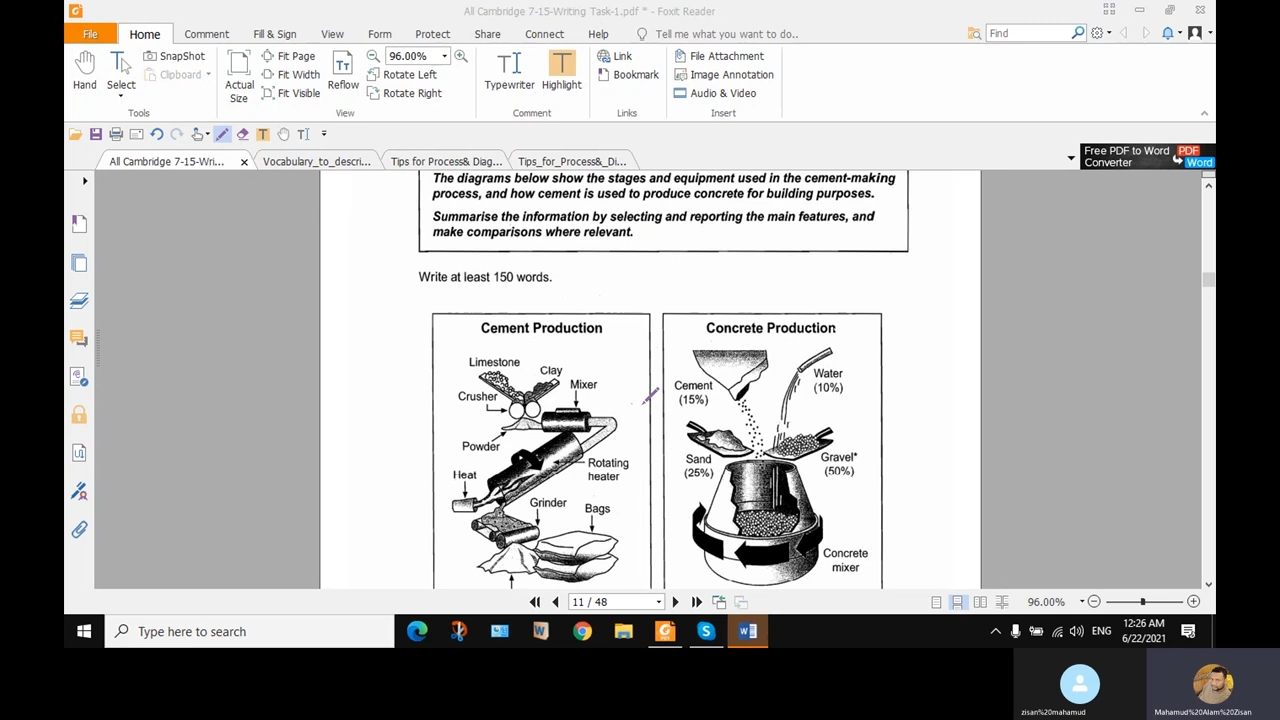 All Cambridge 7-15-Writing Task-1.pdf * - Foxit Reader
File Home Comment Fill & Sign View Form Protect Share Connect Help Tell me what you want to do.. Find
SnapShot
Clipboard
Hand Select
Actual Size
Fit Page
Fit Width
Fit Visible
Reflow
96.00%
Rotate Left
Rotate Right
Typewriter Highlight
Link
Bookmark
File Attachment
Image Annotation
Audio & Video
Tools View Comment Links Insert
All Cambridge 7-15-Wri... Vocabulary_to_descri... Tips for Process& Diag... Tips_for_Process&_Di...
Free PDF to Word PDF
Converter Word
The diagrams below show the stages and equipment used in the cement-making
process, and how cement is used to produce concrete for building purposes.
Summarise the information by selecting and reporting the main features, and
make comparisons where relevant.
Write at least 150 words.
Cement Production
Limestone
Clay
Mixer
Crusher
Powder
Rotating
heater
Heat
Grinder
Bags
Concrete Production
Water
(10%)
Cement
(15%)
Sand
(25%)
Gravel*
(50%)
Concrete
mixer
11 / 48
96.00%
Type here to search
ENG
12:26 AM
6/22/2021
zisan%20mahamud
Mahamud%20Alam%20Zisan